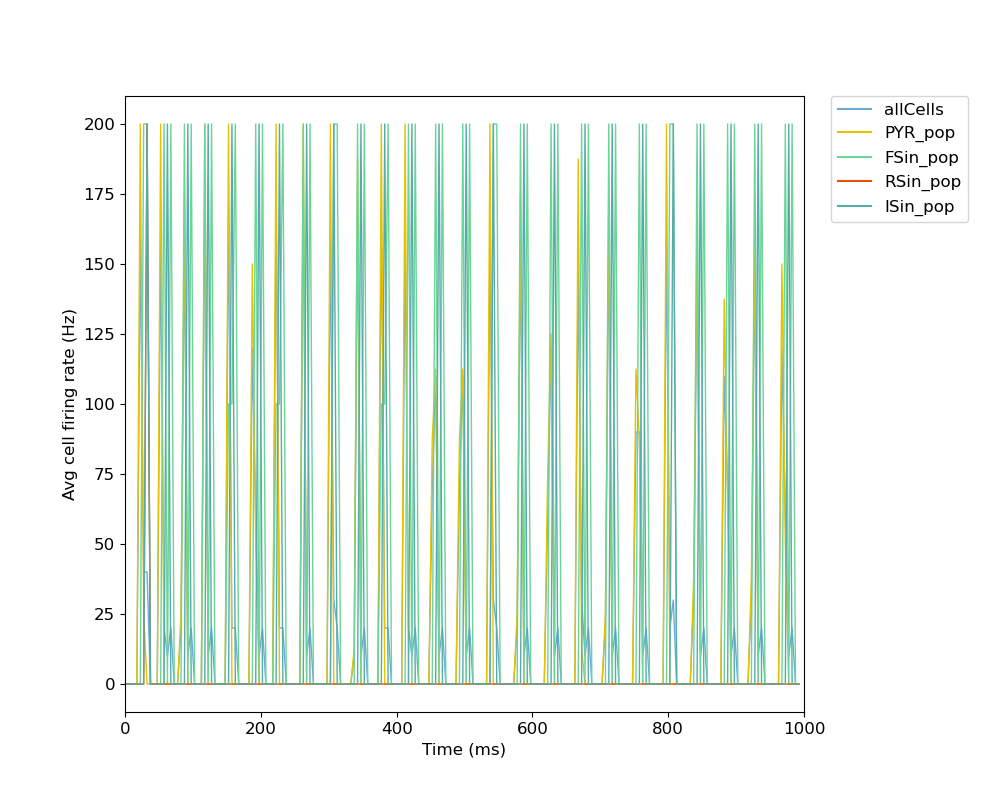 allCells
PYR_pop
FSin_pop
RSin_pop
ISin_pop
200
175
150
125
100
75
50
25
0
Avg cell firing rate (Hz)
0 200 400 600 800 1000
Time (ms)